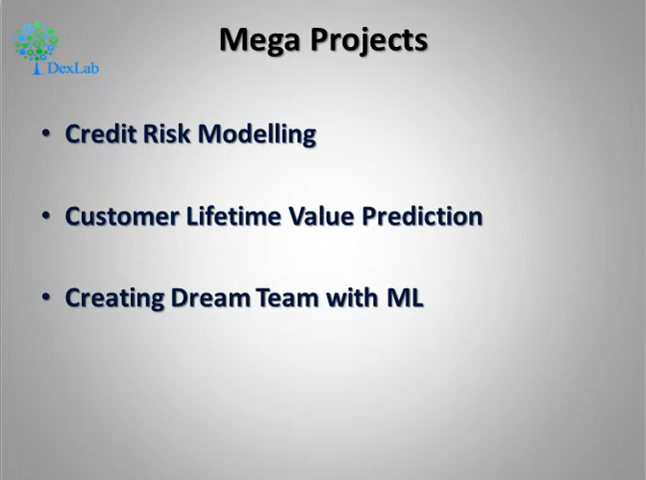 Mega Projects
DexLab
• Credit Risk Modelling
• Customer Lifetime Value Prediction
• Creating Dream Team with ML